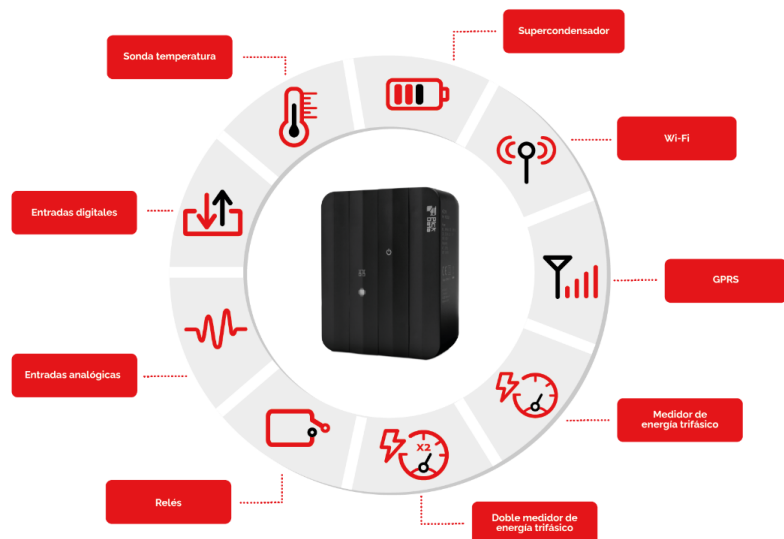 Supercondensador
Sonda temperatura
Wi-Fi
Entradas digitales
GPRS
Entradas analógicas
X2
Medidor de
energía trifásico
Relés
Doble medidor de
energía trifásico